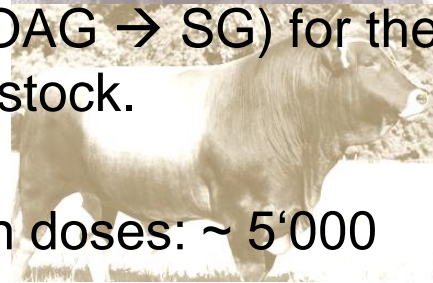 DAG → SG) for the
stock.
doses: ~ 5‘000